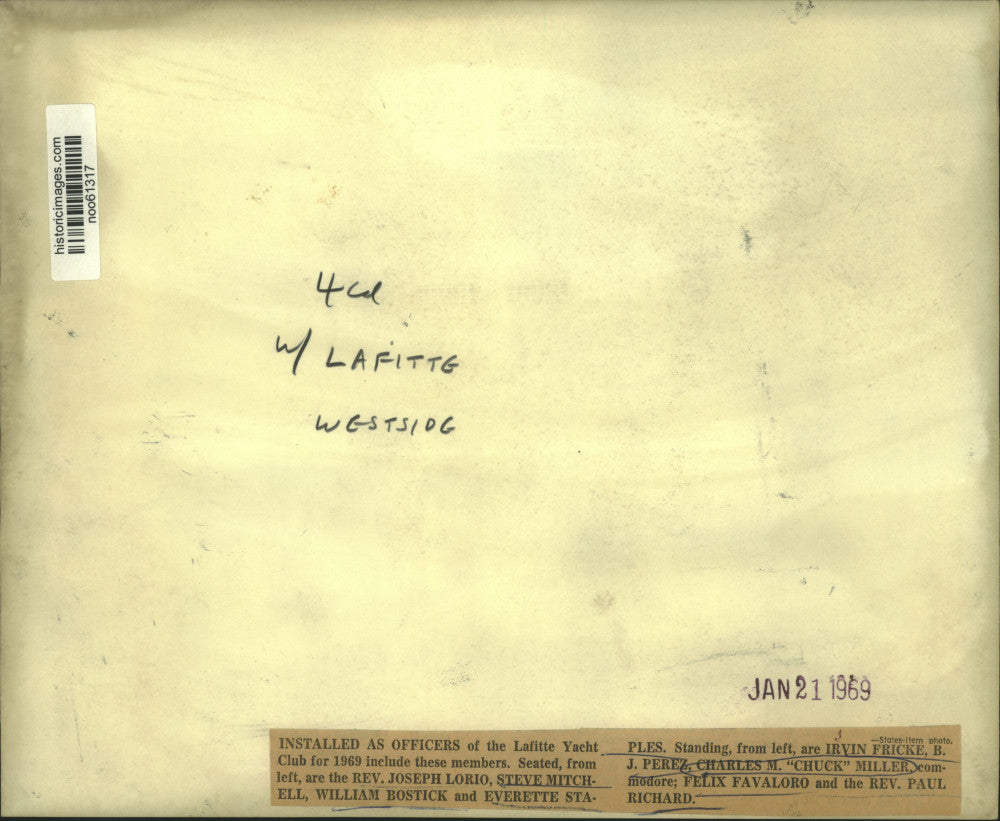 historicimages.com
noo61317
4 col
W/ LAFITTE
WESTSIDE
JAN 21 1969
INSTALLED AS OFFICERS of the Lafitte Yacht
Club for 1969 include these members. Seated, from
left, are the REV. JOSEPH LORIO, STEVE MITCH-
ELL, WILLIAM BOSTICK and EVERETTE STA-
—States-Item photo.
PLES. Standing, from left, are IRVIN FRICKE, B.
J. PEREZ, CHARLES M. "CHUCK" MILLER, com-
modore; FELIX FAVALORO and the REV. PAUL
RICHARD.